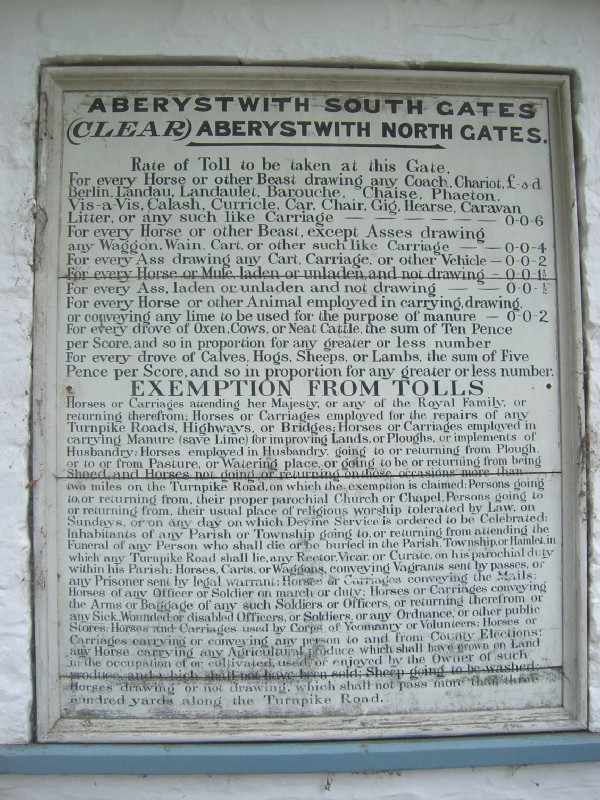 ABERYSTWITH SOUTH GATES
(CLEAR) ABERYSTWITH NORTH GATES.
Rate of Toll to be taken at this Gate,
For every Horse or other Beast drawing any Coach, Chariot, £-s-d
Berlin, Landau, Landaulet, Barouche, Chaise, Phaeton,
Vis-a-Vis, Calash, Curricle, Car, Chair, Gig, Hearse, Caravan
Litter, or any such like Carriage — — — — — 0-0-6
For every Horse or other Beast, except Asses drawing
any Waggon, Wain, Cart, or other such like Carriage — — 0-0-4
For every Ass drawing any Cart, Carriage, or other Vehicle – 0-0-2
For every Horse or Mule, laden or unladen, and not drawing – 0-0-1½
For every Ass, laden or unladen and not drawing — — 0-0-½
For every Horse or other Animal employed in carrying, drawing,
or conveying any lime to be used for the purpose of manure – 0-0-2
For every drove of Oxen, Cows, or Neat Cattle, the sum of Ten Pence
per Score, and so in proportion for any greater or less number
For every drove of Calves, Hogs, Sheeps, or Lambs, the sum of Five
Pence per Score, and so in proportion for any greater or less number.
EXEMPTION FROM TOLLS
Horses or Carriages attending her Majesty, or any of the Royal Family, or
returning therefrom; Horses or Carriages employed for the repairs of any
Turnpike Roads, Highways, or Bridges; Horses or Carriages employed in
carrying Manure (save Lime) for improving Lands, or Ploughs, or implements of
Husbandry; Horses employed in Husbandry, going to or returning from Plough,
or to or from Pasture, or Watering place, or going to be or returning from being
Shoed, and Horses not going or returning on those occasions more than
two miles on the Turnpike Road, on which the exemption is claimed; Persons going
to, or returning from, their proper parochial Church or Chapel, Persons going to
or returning from, their usual place of religious worship tolerated by Law, on
Sundays, or on any day on which Devine Service is ordered to be Celebrated;
Inhabitants of any Parish or Township going to, or returning from attending the
Funeral of any Person who shall die or be buried in the Parish, Township, or Hamlet, in
which any Turnpike Road shall lie, any Rector, Vicar, or Curate, on his parochial duty
within his Parish; Horses, Carts, or Waggons, conveying Vagrants sent by passes, or
any Prisoner sent by legal warrant; Horses or Carriages conveying the Mails;
Horses of any Officer or Soldier on march or duty; Horses or Carriages conveying
the Arms or Baggage of any such Soldiers or Officers, or returning therefrom or
any Sick, Wounded, or disabled Officers, or Soldiers, or any Ordnance, or other public
Stores; Horses and Carriages used by Corps of Yeomanry or Volunteers; Horses or
Carriages carrying or conveying any person to and from County Elections;
any Horse carrying any Agricultural produce which shall have grown on Land
in the occupation of or cultivated, used, or enjoyed by the Owner of such
produce, and which shall not have been sold; Sheep going to be washed;
Horses drawing or not drawing, which shall not pass more than three
hundred yards along the Turnpike Road.